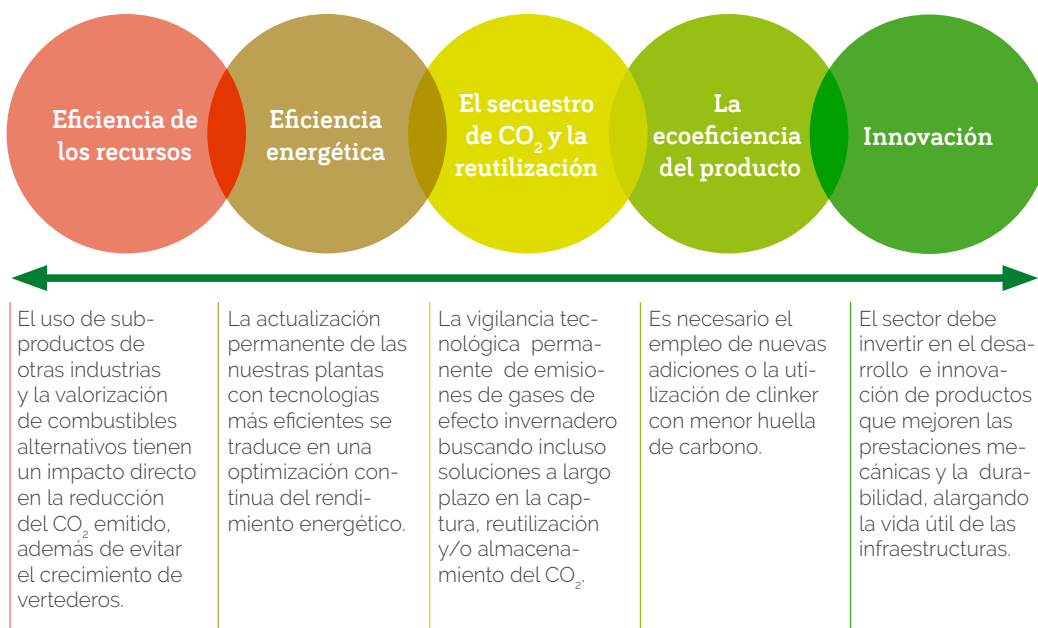 Eficiencia de
los recursos
Eficiencia
energética
El secuestro
de CO₂ y la
reutilización
La
ecoeficiencia
del producto
Innovación
El uso de sub-
productos de
otras industrias
y la valorización
de combustibles
alternativos tienen
un impacto directo
en la reducción
del CO₂ emitido,
además de evitar
el crecimiento de
vertederos.
La actualización
permanente de las
nuestras plantas
con tecnologías
más eficientes se
traduce en una
optimización con-
tinua del rendi-
miento energético.
La vigilancia tec-
nológica perma-
nente de emisio-
nes de gases de
efecto invernadero
buscando incluso
soluciones a largo
plazo en la cap-
tura, reutilización
y/o almacena-
miento del CO₂.
Es necesario el
empleo de nuevas
adiciones o la uti-
lización de clinker
con menor huella
de carbono.
El sector debe
invertir en el desa-
rrollo e innova-
ción de productos
que mejoren las
prestaciones me-
cánicas y la dura-
bilidad, alargando
la vida útil de las
infraestructuras.